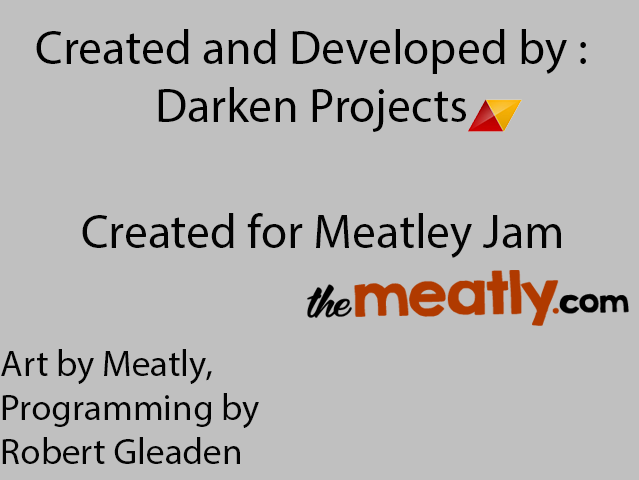 Created and Developed by :
Darken Projects
Created for Meatley Jam
themeatly.com
Art by Meatly,
Programming by
Robert Gleaden